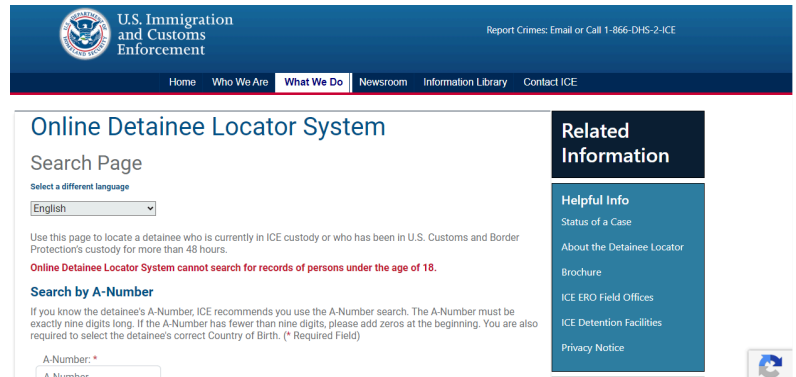 U.S. Immigration
and Customs
Enforcement
Report Crimes: Email or Call 1-866-DHS-2-ICE
Home Who We Are What We Do Newsroom Information Library Contact ICE
Online Detainee Locator System
Search Page
Select a different language
English
Use this page to locate a detainee who is currently in ICE custody or who has been in U.S. Customs and Border
Protection's custody for more than 48 hours.
Online Detainee Locator System cannot search for records of persons under the age of 18.
Search by A-Number
If you know the detainee's A-Number, ICE recommends you use the A-Number search. The A-Number must be
exactly nine digits long. If the A-Number has fewer than nine digits, please add zeros at the beginning. You are also
required to select the detainee's correct Country of Birth. (* Required Field)
A-Number: *
A-Number
Related
Information
Helpful Info
Status of a Case
About the Detainee Locator
Brochure
ICE ERO Field Offices
ICE Detention Facilities
Privacy Notice